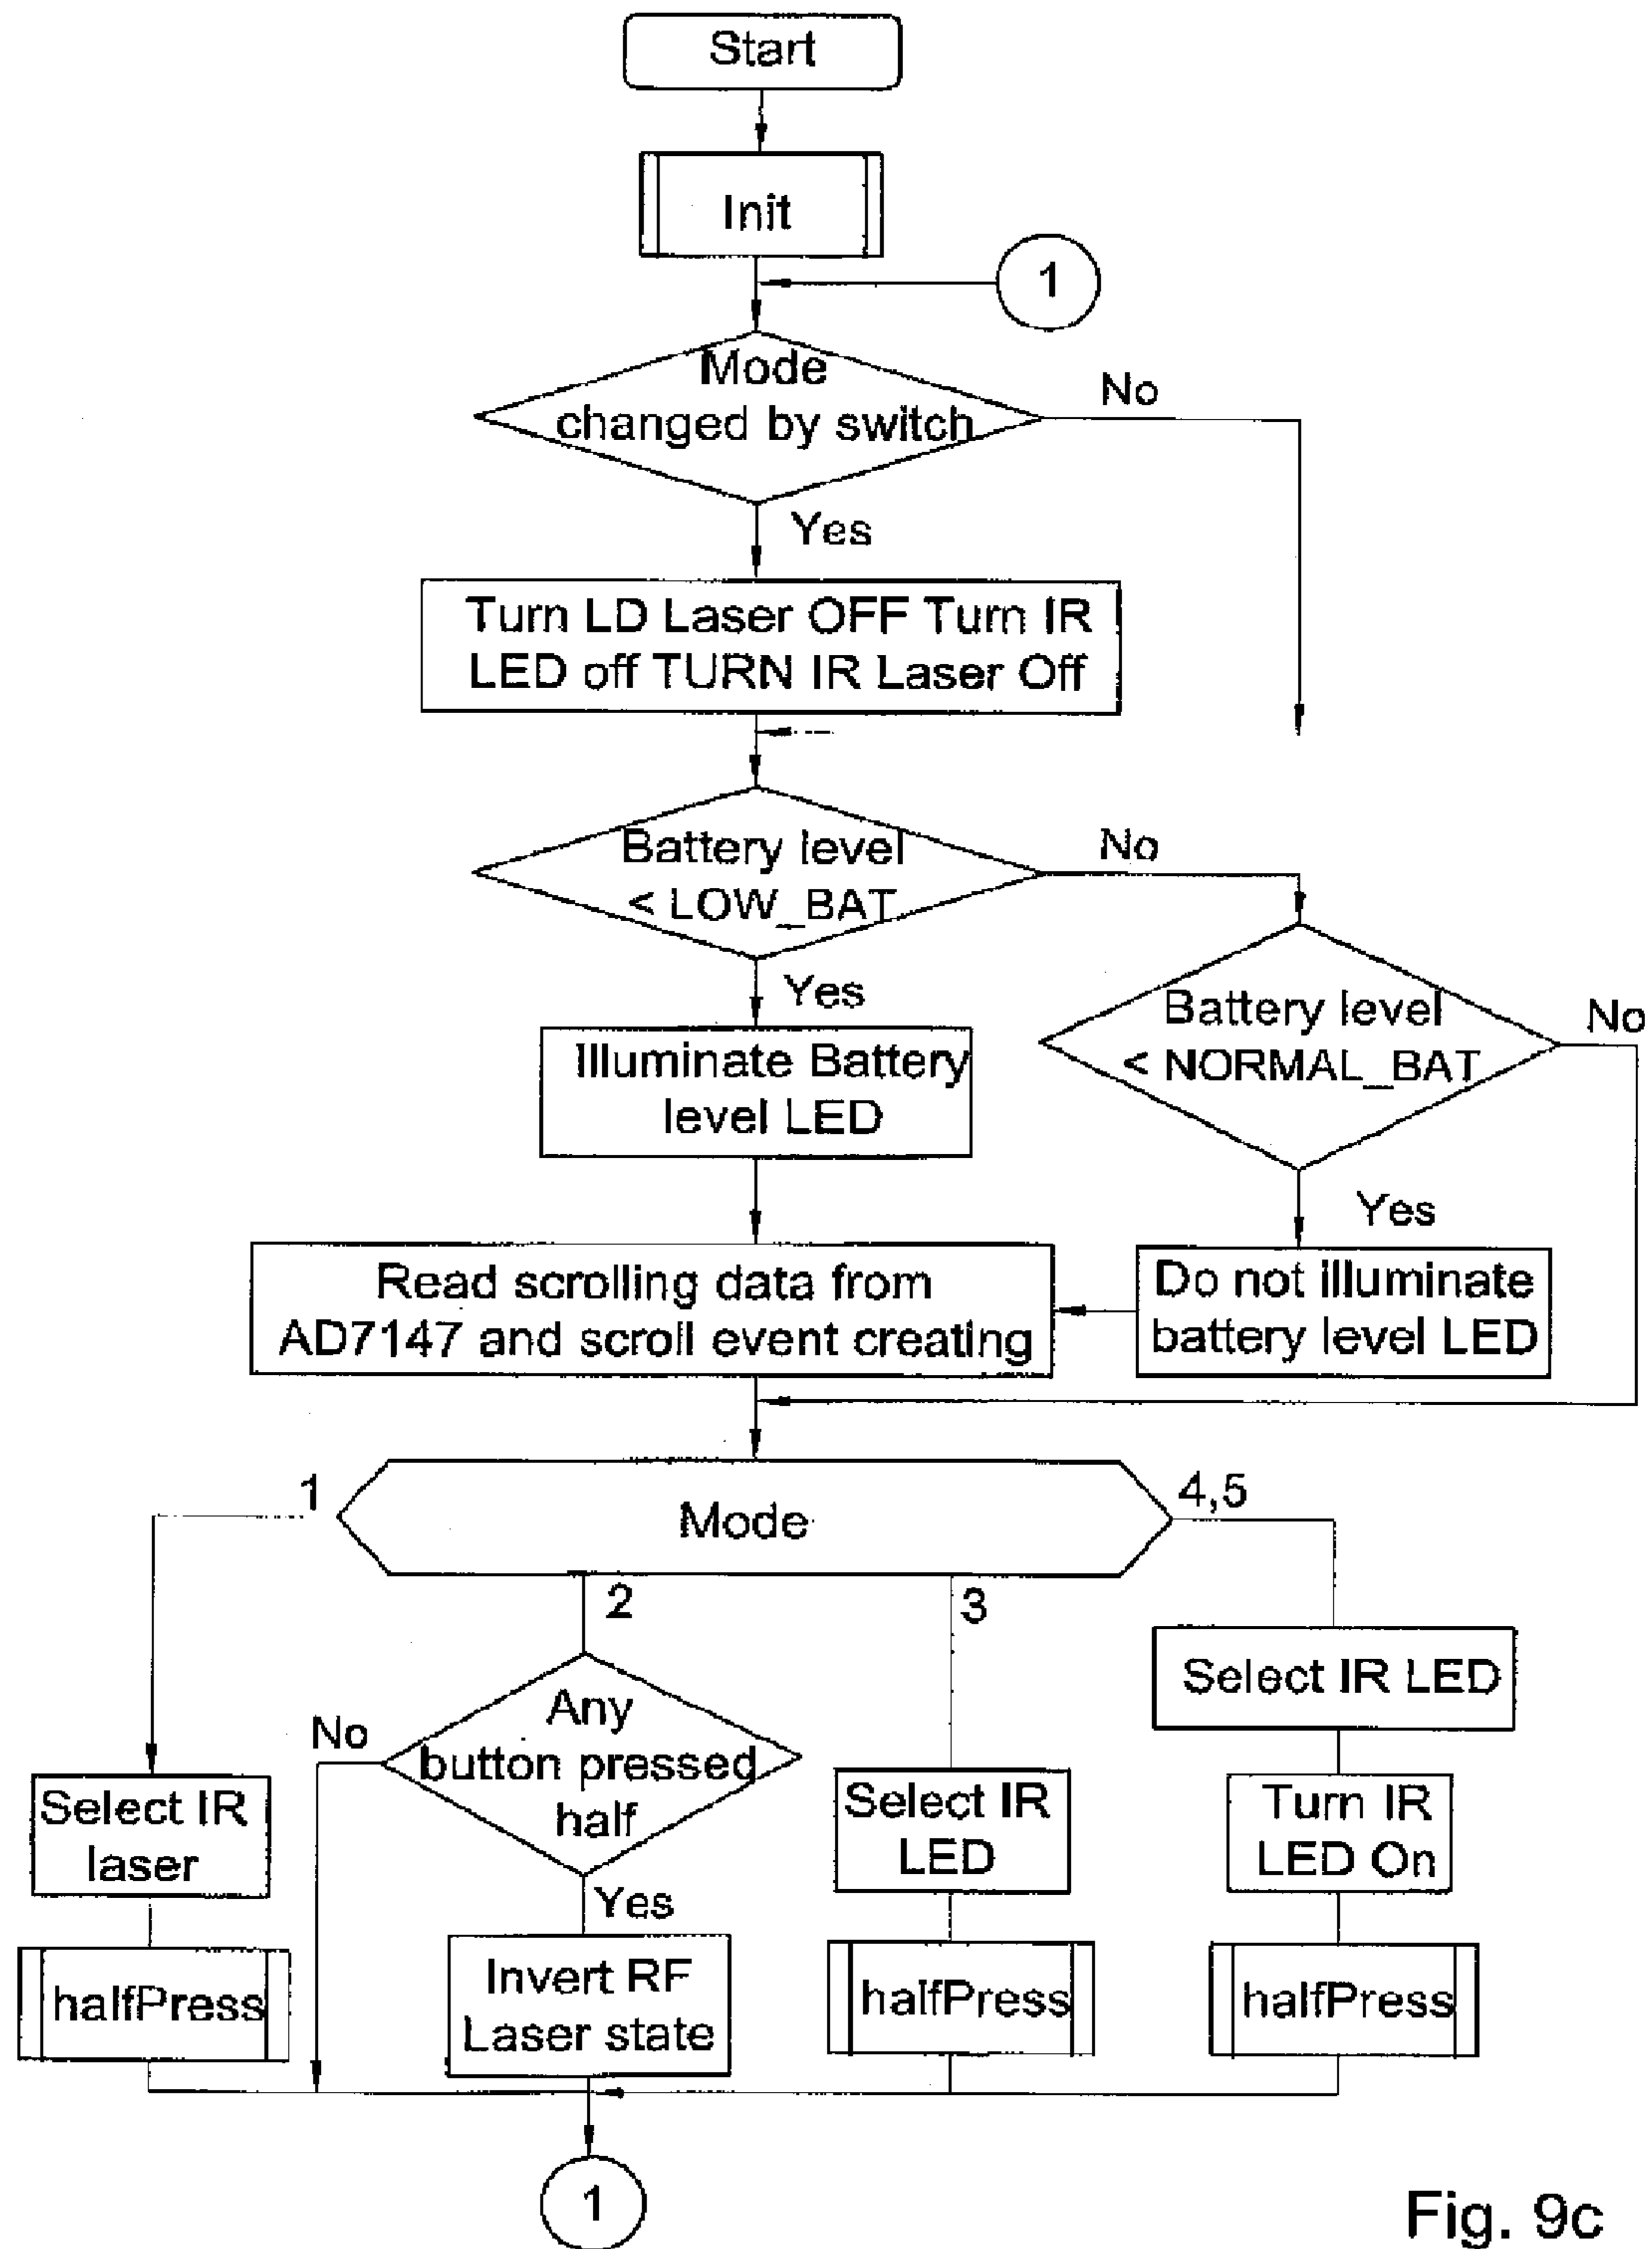 Start
Init
1
Mode
changed by switch
No
Yes
Turn LD Laser OFF Turn IR
LED off TURN IR Laser Off
Battery level
< LOW_BAT
No
Yes
Battery level
< NORMAL_BAT
No
Illuminate Battery
level LED
Yes
Read scrolling data from
AD7147 and scroll event creating
Do not illuminate
battery level LED
1
Mode
4,5
2
3
Select IR LED
Any
button pressed
half
No
Select IR
laser
Select IR
LED
Turn IR
LED On
Yes
halfPress
Invert RF
Laser state
halfPress
halfPress
1
Fig. 9c